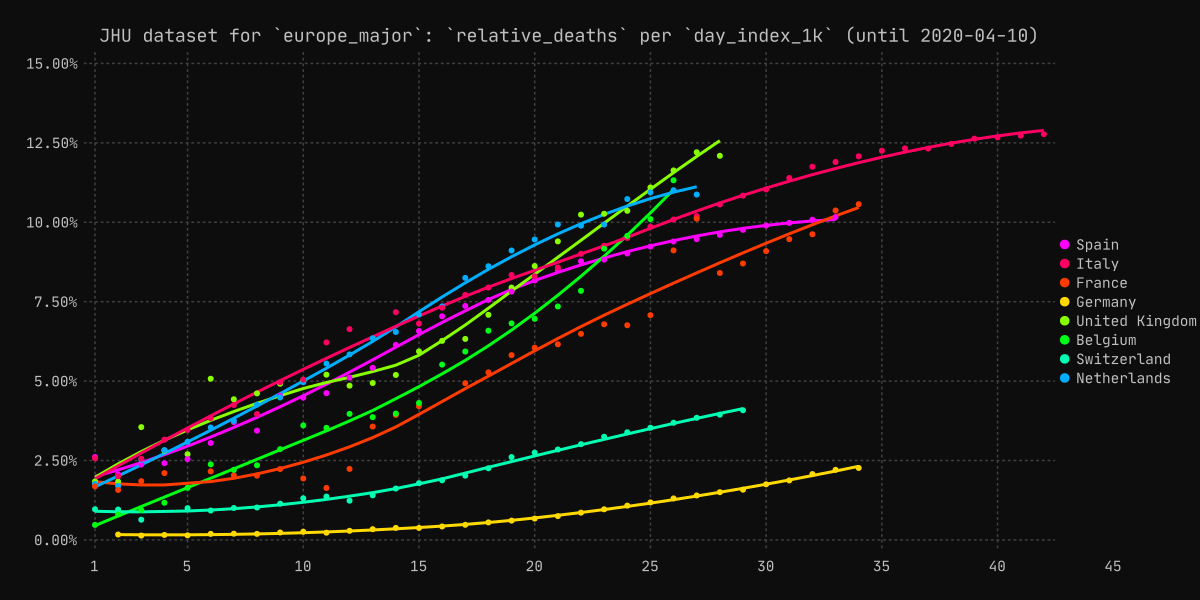 JHU dataset for `europe_major`: `relative_deaths` per `day_index_1k` (until 2020-04-10)
15.00%
12.50%
10.00%
7.50%
5.00%
2.50%
0.00%
1 5 10 15 20 25 30 35 40 45
Spain
Italy
France
Germany
United Kingdom
Belgium
Switzerland
Netherlands